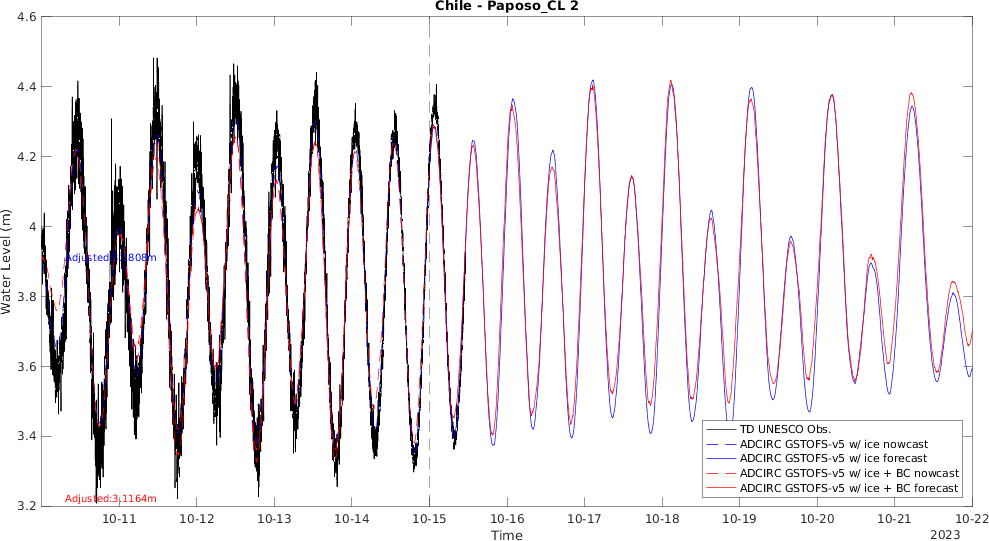 Chile - Paposo_CL 2
4.6
4.4
4.2
4
3.8
3.6
3.4
3.2
Water Level (m)
Adjusted:
Adjusted:3.1164m
TD UNESCO Obs.
ADCIRC GSTOFS-v5 w/ ice nowcast
ADCIRC GSTOFS-v5 w/ ice forecast
ADCIRC GSTOFS-v5 w/ ice + BC nowcast
ADCIRC GSTOFS-v5 w/ ice + BC forecast
10-11
10-12
10-13
10-14
10-15
10-16
10-17
10-18
10-19
10-20
10-21
10-22
2023
Time